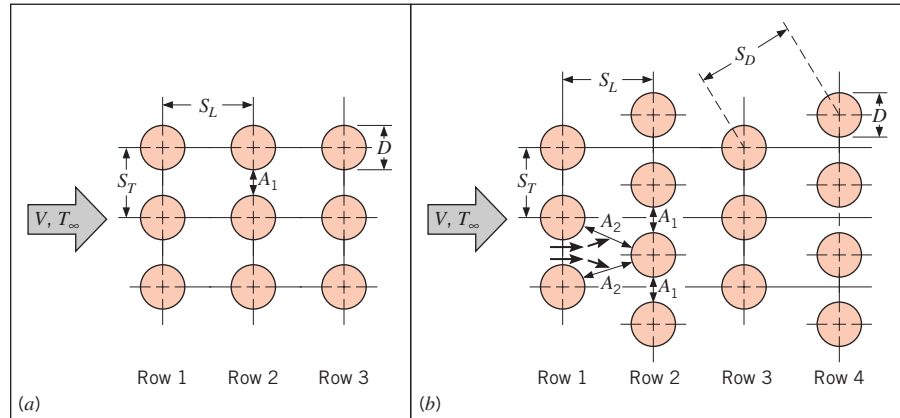 S_L
D
S_T
A_1
V, T_∞
Row 1 Row 2 Row 3
(a)
S_D
S_L
D
S_T
A_2
A_1
V, T_∞
A_2
A_1
Row 1 Row 2 Row 3 Row 4
(b)